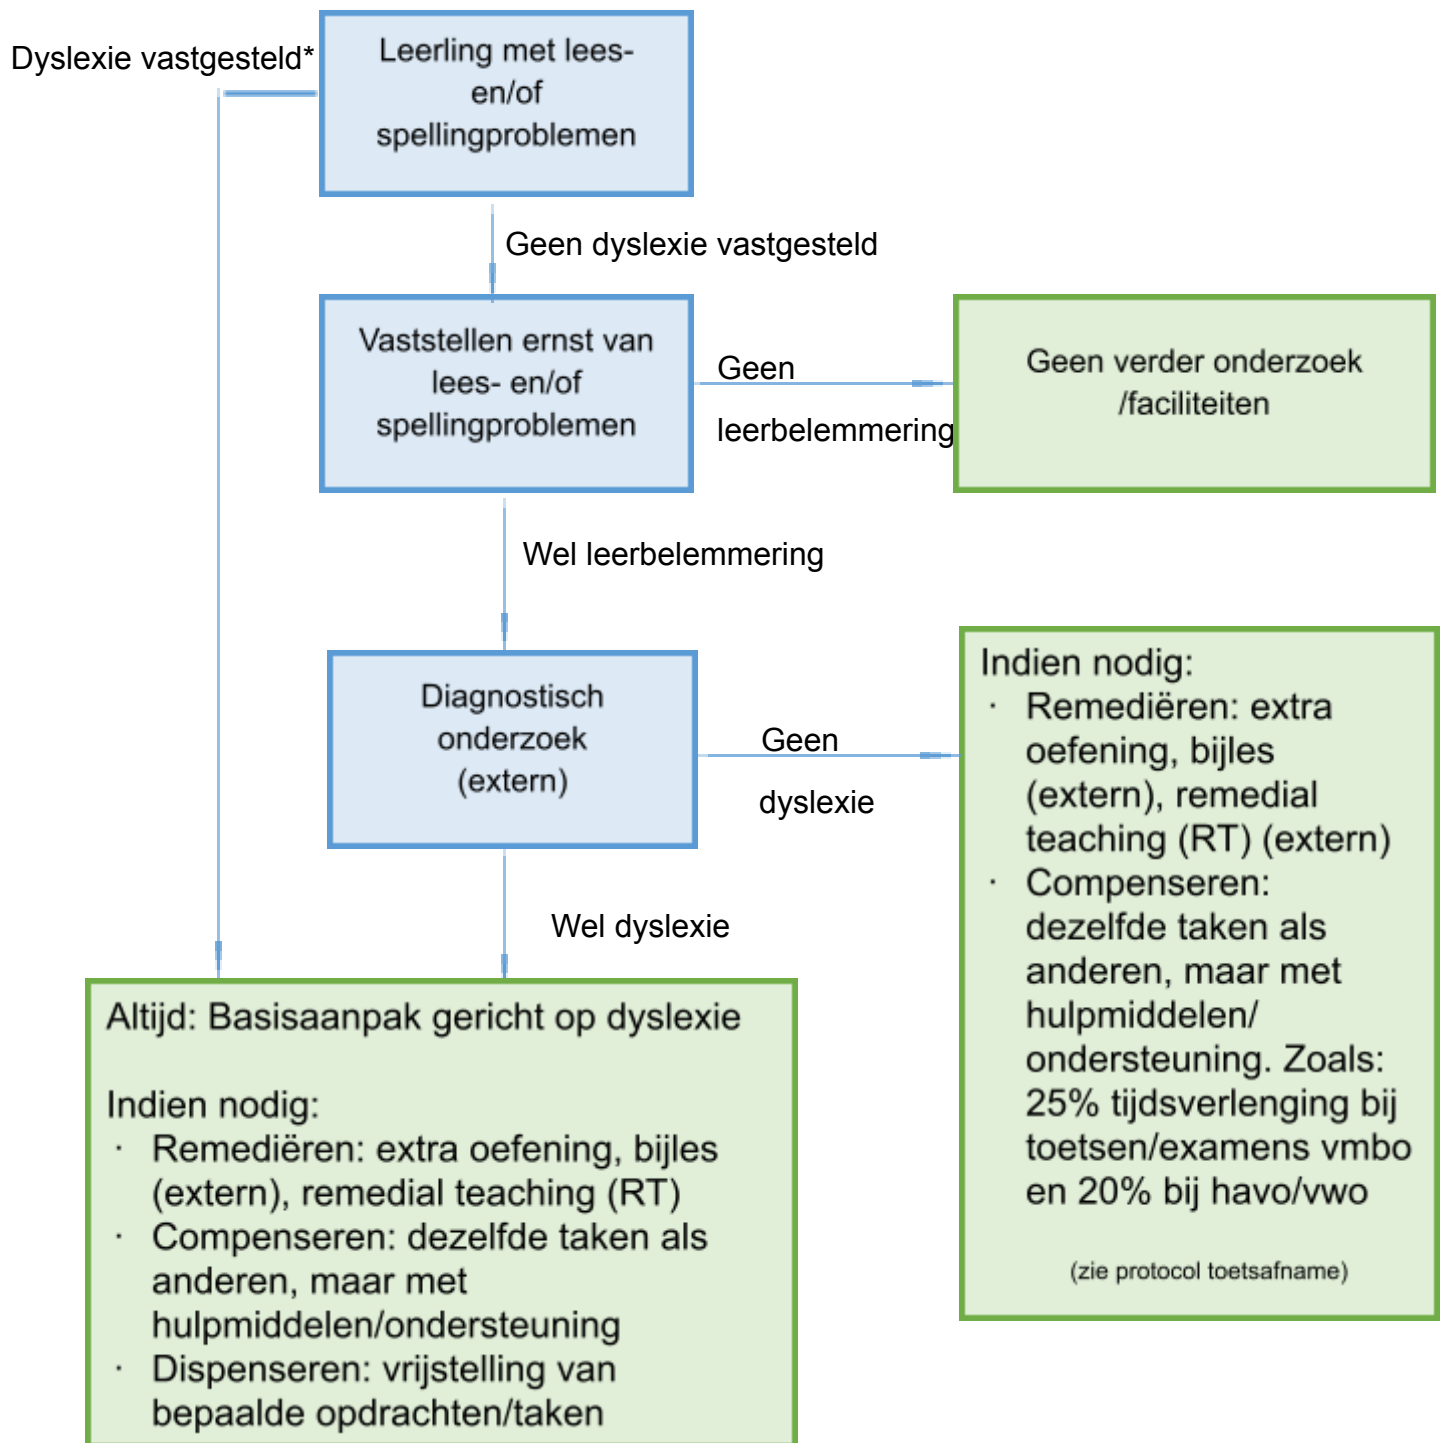 Dyslexie vastgesteld*
Leerling met lees-
en/of
spellingproblemen
Geen dyslexie vastgesteld
Vaststellen ernst van
lees- en/of
spellingproblemen
Geen
leerbelemmering
Geen verder onderzoek
/faciliteiten
Wel leerbelemmering
Diagnostisch
onderzoek
(extern)
Geen
dyslexie
Indien nodig:
· Remediëren: extra
oefening, bijles
(extern), remedial
teaching (RT) (extern)
· Compenseren:
dezelfde taken als
anderen, maar met
hulpmiddelen/
ondersteuning. Zoals:
25% tijdsverlenging bij
toetsen/examens vmbo
en 20% bij havo/vwo
(zie protocol toetsafname)
Wel dyslexie
Altijd: Basisaanpak gericht op dyslexie
Indien nodig:
· Remediëren: extra oefening, bijles
(extern), remedial teaching (RT)
· Compenseren: dezelfde taken als
anderen, maar met
hulpmiddelen/ondersteuning
· Dispenseren: vrijstelling van
bepaalde opdrachten/taken